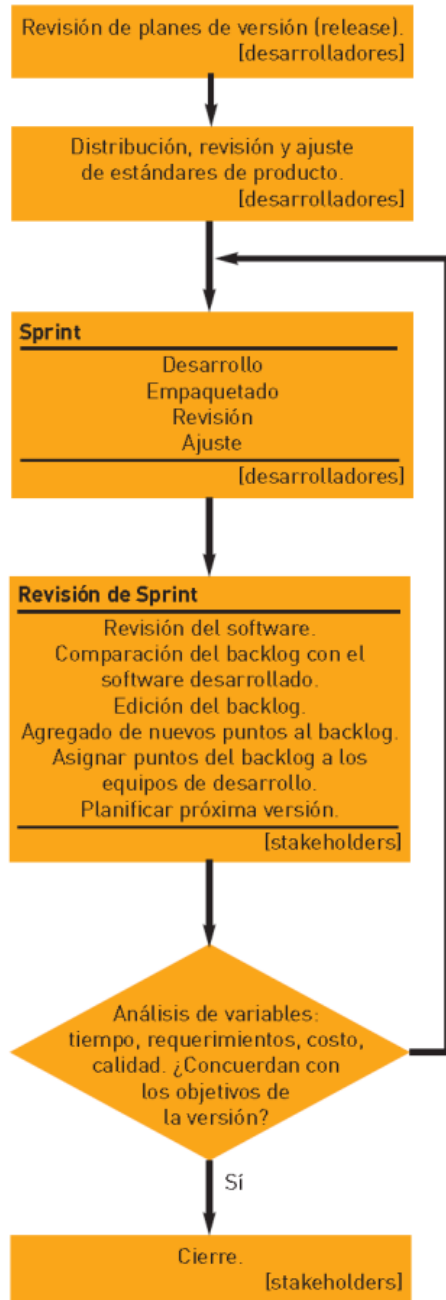 Revisión de planes de versión (release).
[desarrolladores]
Distribución, revisión y ajuste
de estándares de producto.
[desarrolladores]
Sprint
Desarrollo
Empaquetado
Revisión
Ajuste
[desarrolladores]
Revisión de Sprint
Revisión del software.
Comparación del backlog con el
software desarrollado.
Edición del backlog.
Agregado de nuevos puntos al backlog.
Asignar puntos del backlog a los
equipos de desarrollo.
Planificar próxima versión.
[stakeholders]
Análisis de variables:
tiempo, requerimientos, costo,
calidad. ¿Concuerdan con
los objetivos de
la versión?
Sí
Cierre.
[stakeholders]